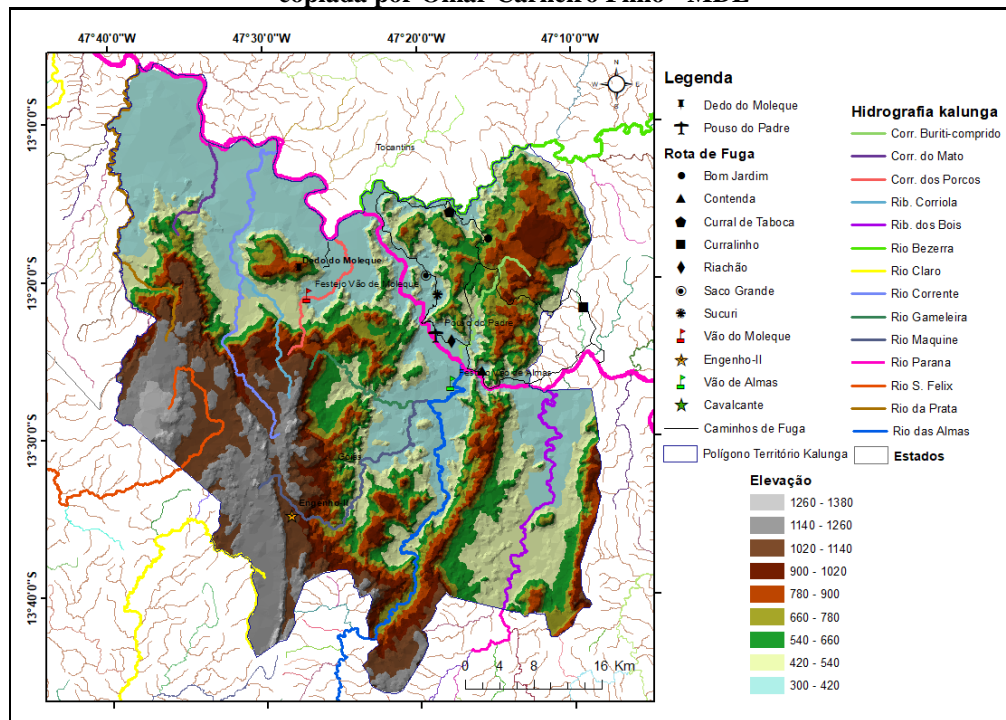 copiada por Omar Carneiro Filho - MDE
47°40'0"W
47°30'0"W
47°20'0"W
47°10'0"W
13°10'0"S
13°20'0"S
13°30'0"S
13°40'0"S
N
W
E
S
Tocantins
Dedo do Moleque
Festejo Vão de Moleque
Pouso do Padre
Festejo Vão de Almas
Goiás
Engenho-II
0 4 8 16 Km
Legenda
Dedo do Moleque
Pouso do Padre
Rota de Fuga
Bom Jardim
Contenda
Curral de Taboca
Curralinho
Riachão
Saco Grande
Sucuri
Vão do Moleque
Engenho-II
Vão de Almas
Cavalcante
Caminhos de Fuga
Polígono Território Kalunga
Hidrografia kalunga
Corr. Buriti-comprido
Corr. do Mato
Corr. dos Porcos
Rib. Corriola
Rib. dos Bois
Rio Bezerra
Rio Claro
Rio Corrente
Rio Gameleira
Rio Maquine
Rio Parana
Rio S. Felix
Rio da Prata
Rio das Almas
Estados
Elevação
1260 - 1380
1140 - 1260
1020 - 1140
900 - 1020
780 - 900
660 - 780
540 - 660
420 - 540
300 - 420